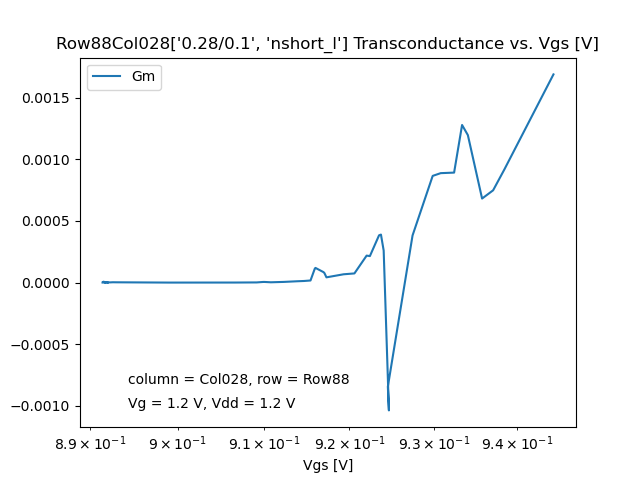 Row88Col028['0.28/0.1', 'nshort_l'] Transconductance vs. Vgs [V]
Gm
0.0015
0.0010
0.0005
0.0000
−0.0005
−0.0010
column = Col028, row = Row88
Vg = 1.2 V, Vdd = 1.2 V
8.9 × 10⁻¹ 9 × 10⁻¹ 9.1 × 10⁻¹ 9.2 × 10⁻¹ 9.3 × 10⁻¹ 9.4 × 10⁻¹
Vgs [V]